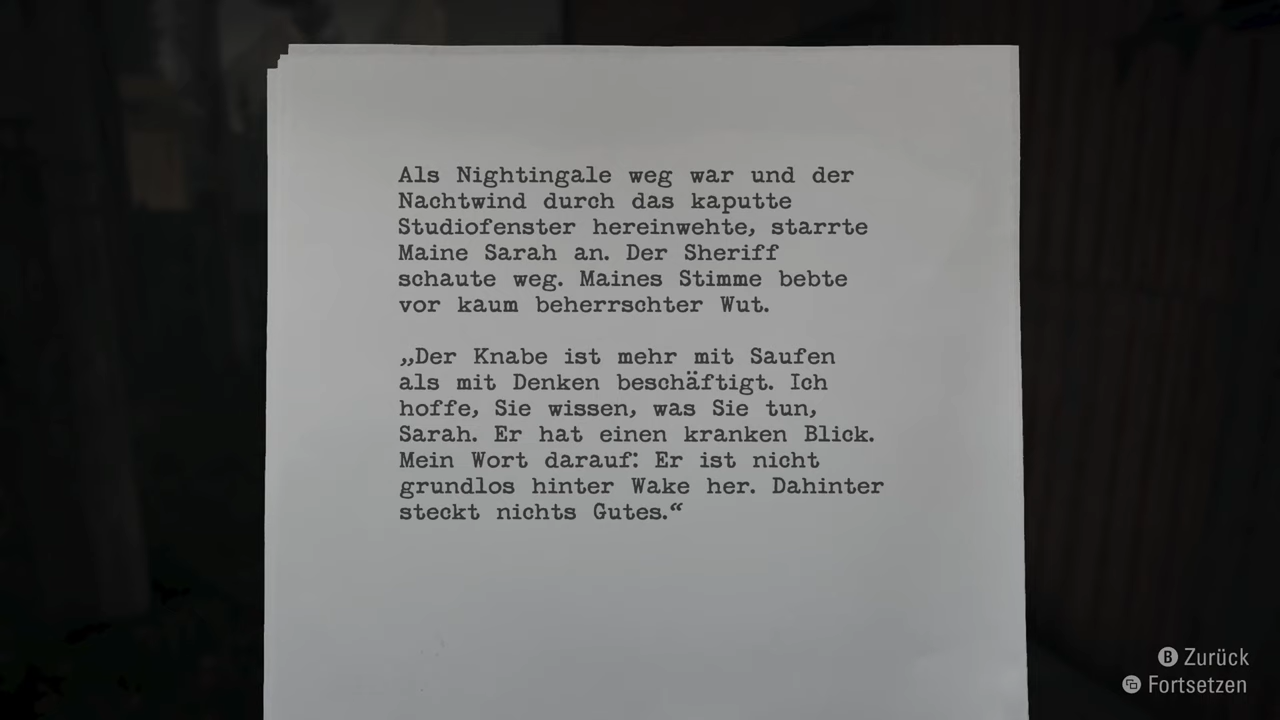 Als Nightingale weg war und der
Nachtwind durch das kaputte
Studiofenster hereinwehte, starrte
Maine Sarah an. Der Sheriff
schaute weg. Maines Stimme bebte
vor kaum beherrschter Wut.
„Der Knabe ist mehr mit Saufen
als mit Denken beschäftigt. Ich
hoffe, Sie wissen, was Sie tun,
Sarah. Er hat einen kranken Blick.
Mein Wort darauf: Er ist nicht
grundlos hinter Wake her. Dahinter
steckt nichts Gutes.“
B Zurück
Fortsetzen